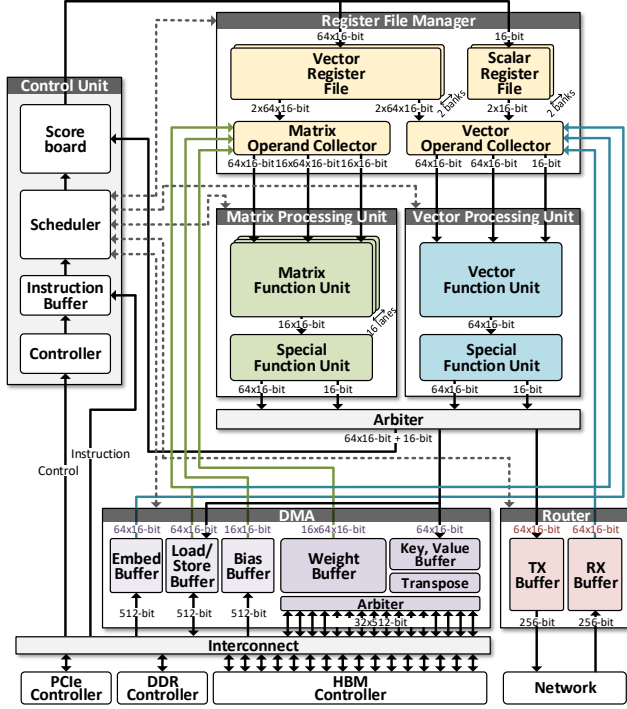 Register File Manager
64x16-bit
16-bit
Vector
Register
File
Scalar
Register
File
2 banks
2 banks
2x64x16-bit
2x64x16-bit
2x16-bit
Control Unit
Score
board
Scheduler
Instruction
Buffer
Controller
Matrix
Operand Collector
Vector
Operand Collector
64x16-bit
16x64x16-bit
16x16-bit
64x16-bit
64x16-bit
16-bit
Matrix Processing Unit
Vector Processing Unit
Matrix
Function Unit
Vector
Function Unit
16 lanes
16x16-bit
64x16-bit
Special
Function Unit
Special
Function Unit
64x16-bit
16-bit
64x16-bit
16-bit
Arbiter
64x16-bit + 16-bit
Instruction
Control
DMA
Router
64x16-bit
64x16-bit
16x16-bit
16x64x16-bit
64x16-bit
64x16-bit
64x16-bit
Embed
Buffer
Load/
Store
Buffer
Bias
Buffer
Weight
Buffer
Key, Value
Buffer
Transpose
TX
Buffer
RX
Buffer
Arbiter
512-bit
512-bit
512-bit
32x512-bit
256-bit
256-bit
Interconnect
PCIe
Controller
DDR
Controller
HBM
Controller
Network